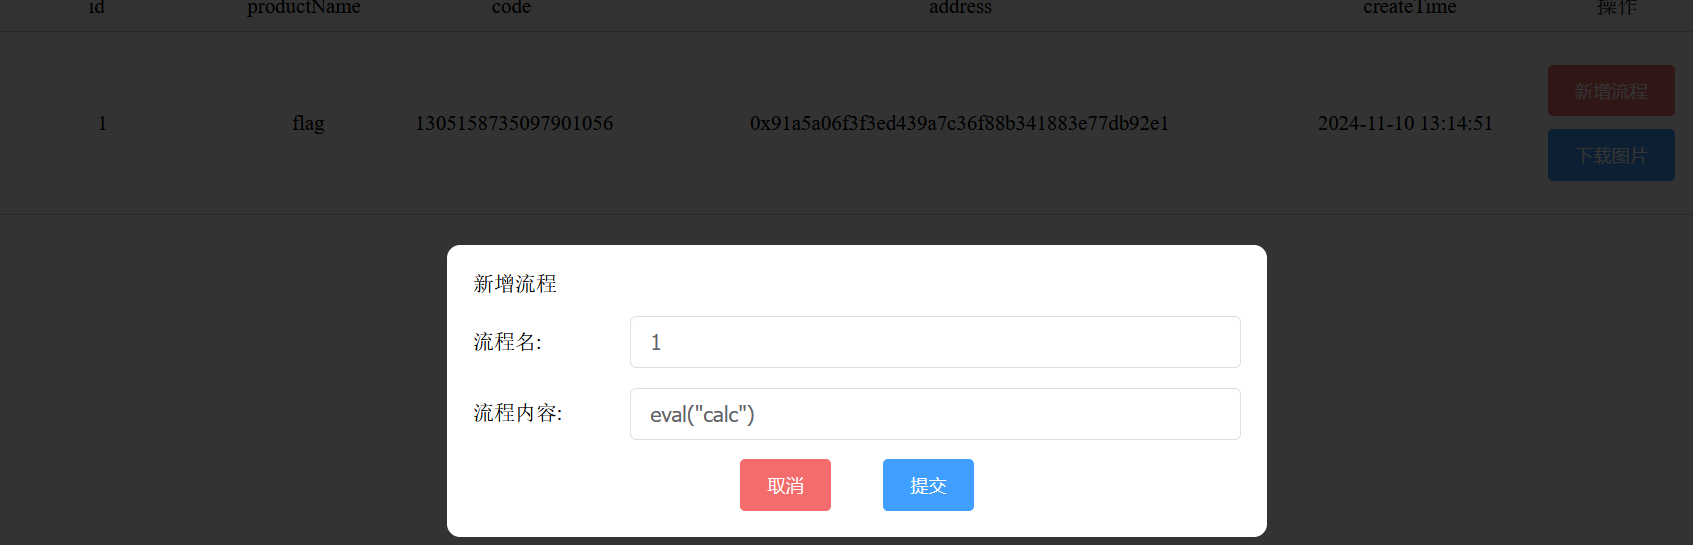 id productName code address createTime 操作
新增流程
1 flag 1305158735097901056 0x91a5a06f3f3ed439a7c36f88b341883e77db92e1 2024-11-10 13:14:51
下载图片
新增流程
流程名: 1
流程内容: eval("calc")
取消 提交